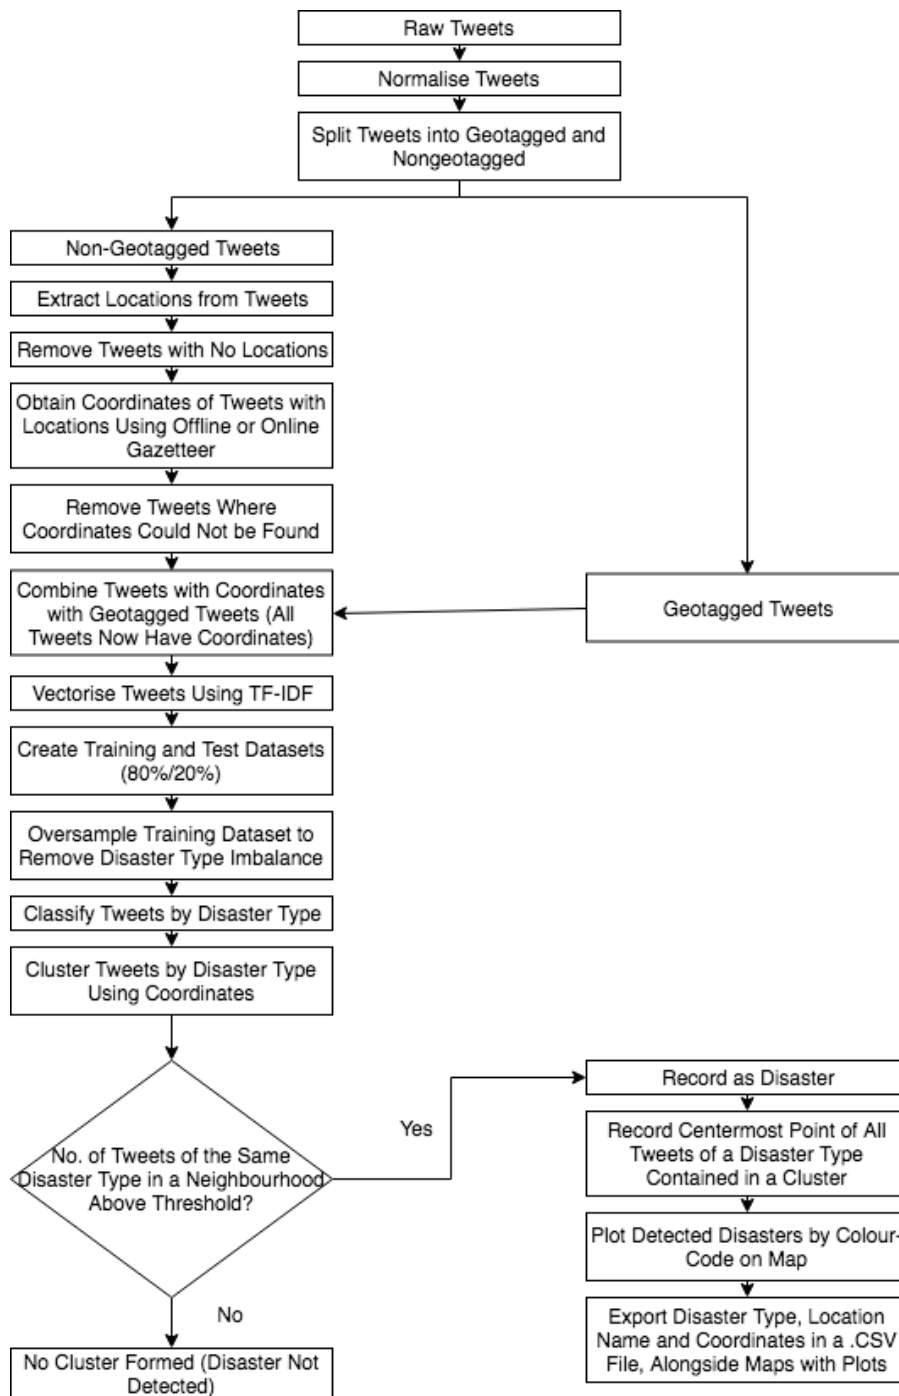 Raw Tweets
Normalise Tweets
Split Tweets into Geotagged and
Nongeotagged
Non-Geotagged Tweets
Extract Locations from Tweets
Remove Tweets with No Locations
Obtain Coordinates of Tweets with
Locations Using Offline or Online
Gazetteer
Remove Tweets Where
Coordinates Could Not be Found
Combine Tweets with Coordinates
with Geotagged Tweets (All
Tweets Now Have Coordinates)
Geotagged Tweets
Vectorise Tweets Using TF-IDF
Create Training and Test Datasets
(80%/20%)
Oversample Training Dataset to
Remove Disaster Type Imbalance
Classify Tweets by Disaster Type
Cluster Tweets by Disaster Type
Using Coordinates
No. of Tweets of the Same
Disaster Type in a Neighbourhood
Above Threshold?
Yes
Record as Disaster
Record Centermost Point of All
Tweets of a Disaster Type
Contained in a Cluster
Plot Detected Disasters by Colour-
Code on Map
Export Disaster Type, Location
Name and Coordinates in a .CSV
File, Alongside Maps with Plots
No
No Cluster Formed (Disaster Not
Detected)